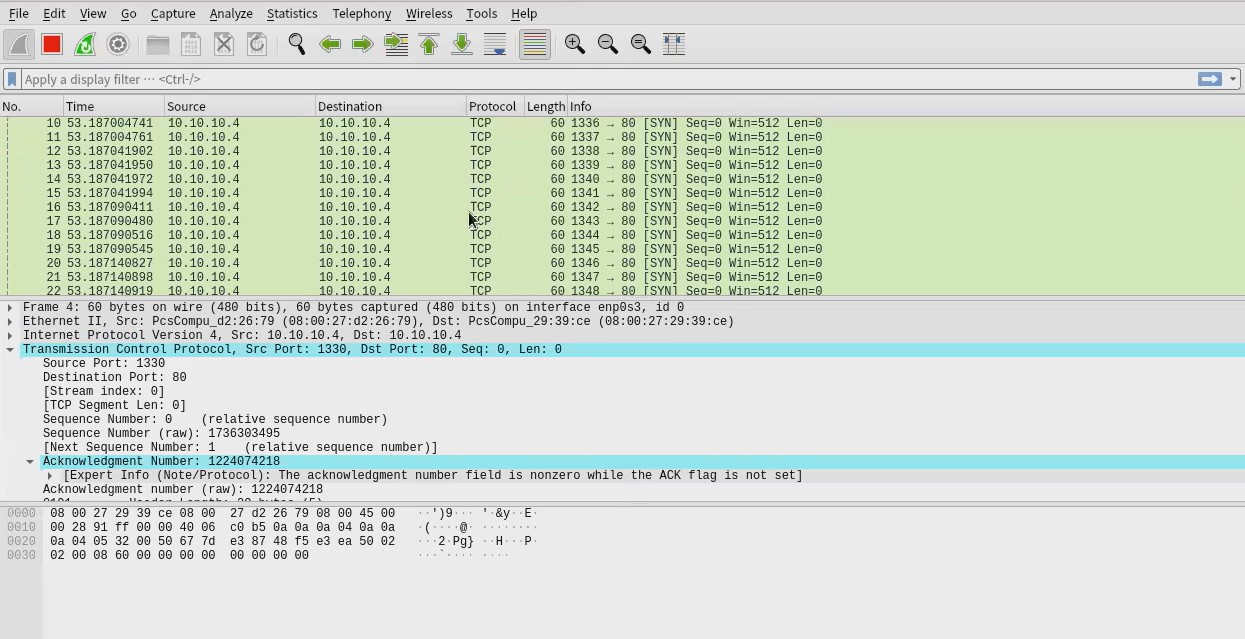 File Edit View Go Capture Analyze Statistics Telephony Wireless Tools Help
Apply a display filter ··· <Ctrl-/>
No. Time Source Destination Protocol Length Info
10 53.187004741 10.10.10.4 10.10.10.4 TCP 60 1336 → 80 [SYN] Seq=0 Win=512 Len=0
11 53.187004761 10.10.10.4 10.10.10.4 TCP 60 1337 → 80 [SYN] Seq=0 Win=512 Len=0
12 53.187041902 10.10.10.4 10.10.10.4 TCP 60 1338 → 80 [SYN] Seq=0 Win=512 Len=0
13 53.187041950 10.10.10.4 10.10.10.4 TCP 60 1339 → 80 [SYN] Seq=0 Win=512 Len=0
14 53.187041972 10.10.10.4 10.10.10.4 TCP 60 1340 → 80 [SYN] Seq=0 Win=512 Len=0
15 53.187041994 10.10.10.4 10.10.10.4 TCP 60 1341 → 80 [SYN] Seq=0 Win=512 Len=0
16 53.187090411 10.10.10.4 10.10.10.4 TCP 60 1342 → 80 [SYN] Seq=0 Win=512 Len=0
17 53.187090480 10.10.10.4 10.10.10.4 TCP 60 1343 → 80 [SYN] Seq=0 Win=512 Len=0
18 53.187090516 10.10.10.4 10.10.10.4 TCP 60 1344 → 80 [SYN] Seq=0 Win=512 Len=0
19 53.187090545 10.10.10.4 10.10.10.4 TCP 60 1345 → 80 [SYN] Seq=0 Win=512 Len=0
20 53.187140827 10.10.10.4 10.10.10.4 TCP 60 1346 → 80 [SYN] Seq=0 Win=512 Len=0
21 53.187140898 10.10.10.4 10.10.10.4 TCP 60 1347 → 80 [SYN] Seq=0 Win=512 Len=0
22 53.187140919 10.10.10.4 10.10.10.4 TCP 60 1348 → 80 [SYN] Seq=0 Win=512 Len=0
Frame 4: 60 bytes on wire (480 bits), 60 bytes captured (480 bits) on interface enp0s3, id 0
Ethernet II, Src: PcsCompu_d2:26:79 (08:00:27:d2:26:79), Dst: PcsCompu_29:39:ce (08:00:27:29:39:ce)
Internet Protocol Version 4, Src: 10.10.10.4, Dst: 10.10.10.4
Transmission Control Protocol, Src Port: 1330, Dst Port: 80, Seq: 0, Len: 0
Source Port: 1330
Destination Port: 80
[Stream index: 0]
[TCP Segment Len: 0]
Sequence Number: 0 (relative sequence number)
Sequence Number (raw): 1736303495
[Next Sequence Number: 1 (relative sequence number)]
Acknowledgment Number: 1224074218
[Expert Info (Note/Protocol): The acknowledgment number field is nonzero while the ACK flag is not set]
Acknowledgment number (raw): 1224074218
0000 08 00 27 29 39 ce 08 00 27 d2 26 79 08 00 45 00 ··')9··· '·&y··E·
0010 00 28 91 ff 00 00 40 06 c0 b5 0a 0a 0a 04 0a 0a ·(····@· ········
0020 0a 04 05 32 00 50 67 7d e3 87 48 f5 e3 ea 50 02 ···2·Pg} ··H···P·
0030 02 00 08 60 00 00 00 00 00 00 00 00 ···`···· ····